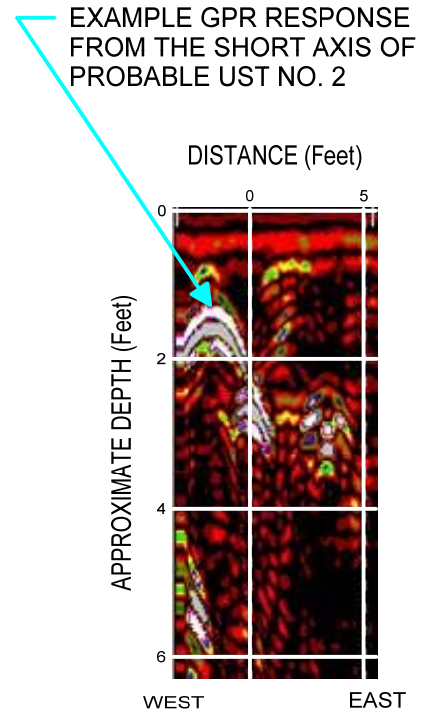 EXAMPLE GPR RESPONSE
FROM THE SHORT AXIS OF
PROBABLE UST NO. 2
DISTANCE (Feet)
0 5
0
2
4
6
APPROXIMATE DEPTH (Feet)
WEST EAST